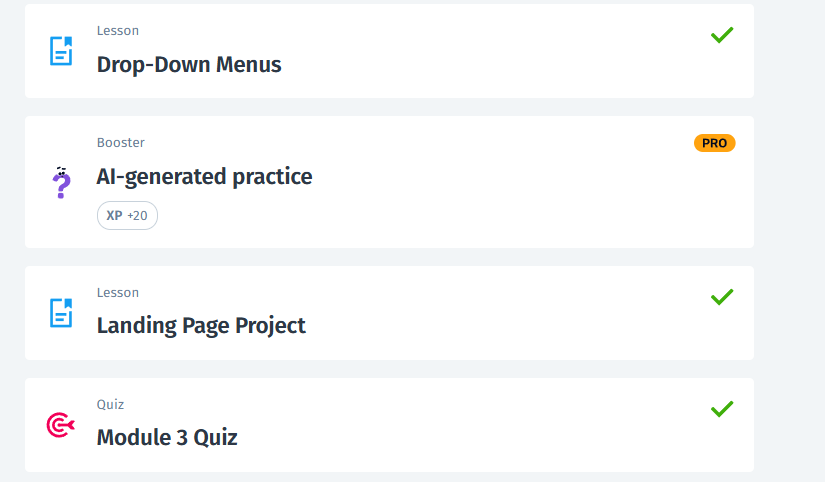 Lesson
Drop-Down Menus
Booster
PRO
AI-generated practice
XP +20
Lesson
Landing Page Project
Quiz
Module 3 Quiz